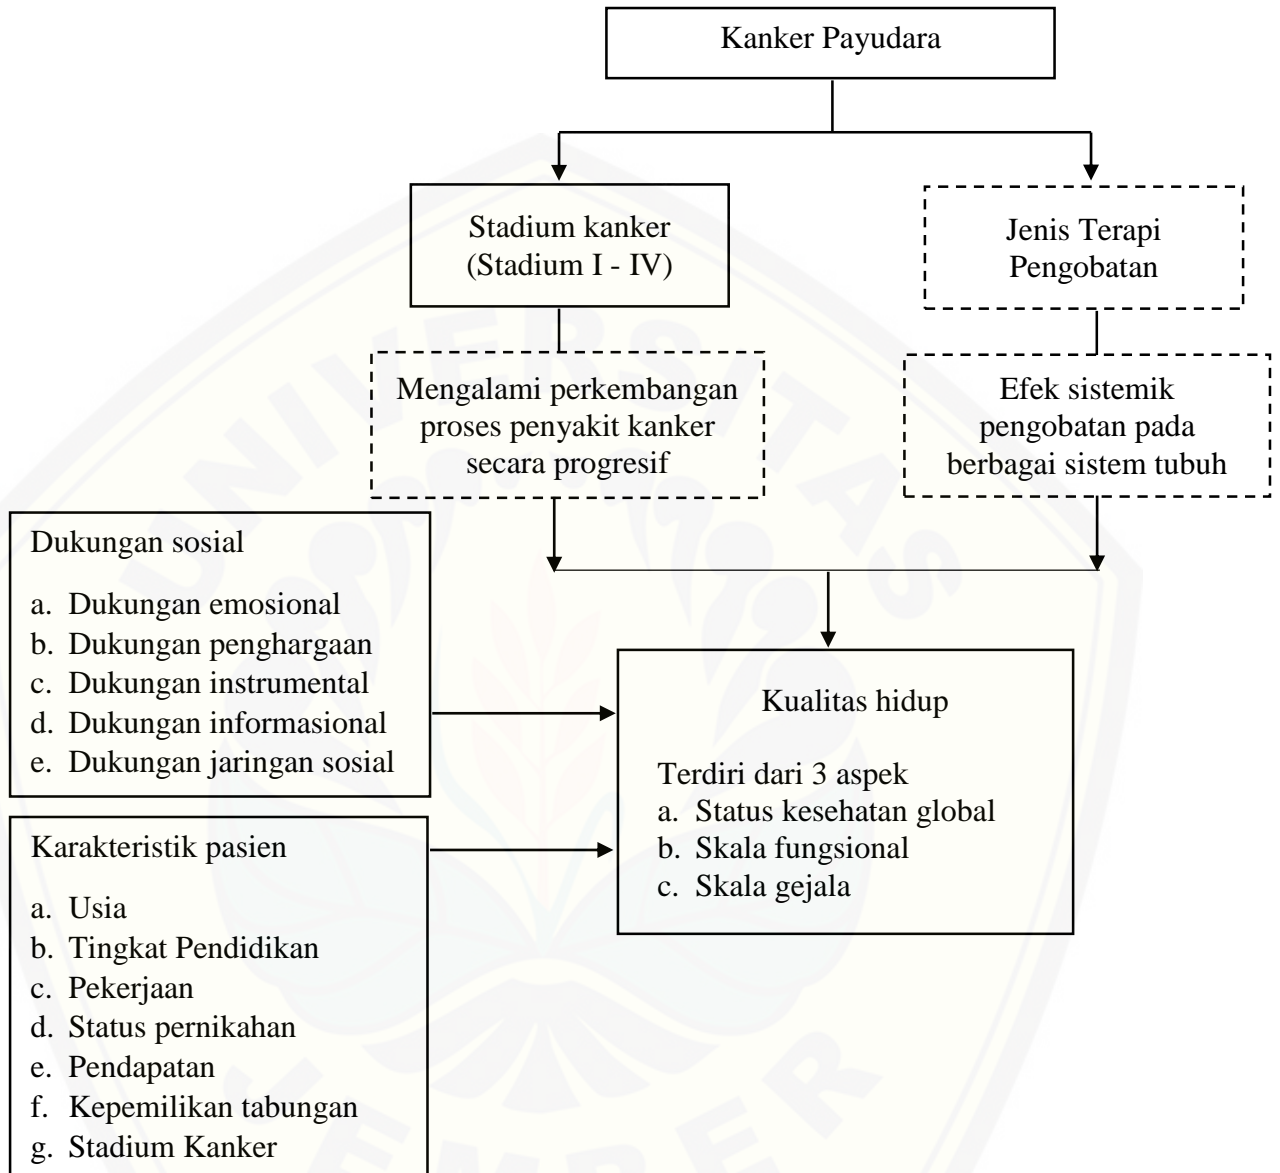 Kanker Payudara
Stadium kanker
(Stadium I - IV)
Jenis Terapi
Pengobatan
Mengalami perkembangan
proses penyakit kanker
secara progresif
Efek sistemik
pengobatan pada
berbagai sistem tubuh
Dukungan sosial
a. Dukungan emosional
b. Dukungan penghargaan
c. Dukungan instrumental
d. Dukungan informasional
e. Dukungan jaringan sosial
Kualitas hidup
Terdiri dari 3 aspek
a. Status kesehatan global
b. Skala fungsional
c. Skala gejala
Karakteristik pasien
a. Usia
b. Tingkat Pendidikan
c. Pekerjaan
d. Status pernikahan
e. Pendapatan
f. Kepemilikan tabungan
g. Stadium Kanker
UNIVERSITAS
JEMBER